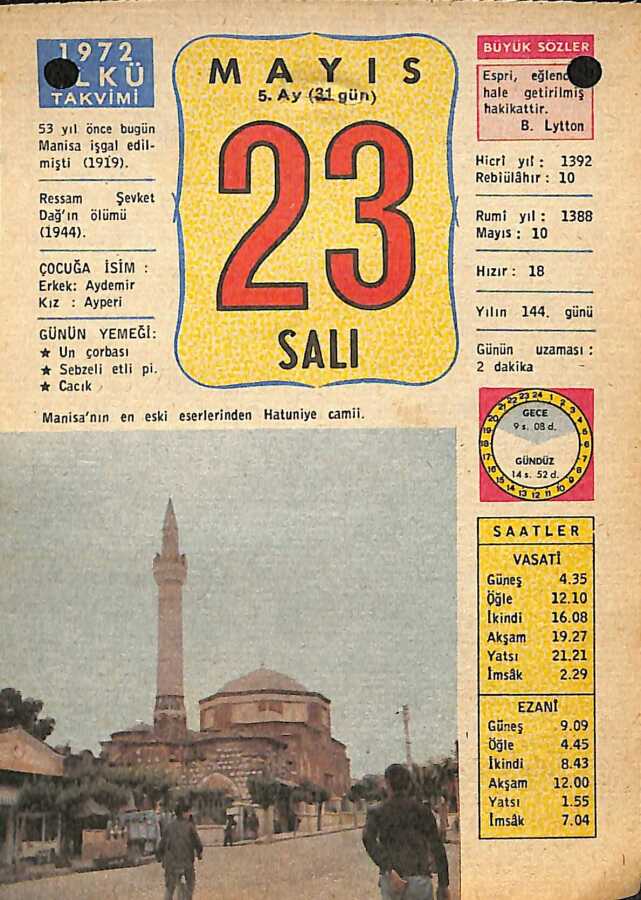 1972
ÜLKÜ
TAKVİMİ
53 yıl önce bugün
Manisa işgal edil-
mişti (1919).
Ressam Şevket
Dağ'ın ölümü
(1944).
ÇOCUĞA İSİM :
Erkek: Aydemir
Kız : Ayperi
GÜNÜN YEMEĞİ:
★ Un çorbası
★ Sebzeli etli pi.
★ Cacık
MAYIS
5. Ay (31 gün)
23
SALI
BÜYÜK SÖZLER
Espri, eğlenc
hale getirilmiş
hakikattir.
B. Lytton
Hicrî yıl : 1392
Rebiülâhır : 10
Rumî yıl : 1388
Mayıs : 10
Hızır : 18
Yılın 144. günü
Günün uzaması :
2 dakika
Manisa'nın en eski eserlerinden Hatuniye camii.
GECE
9 s. 08 d.
GÜNDÜZ
14 s. 52 d.
SAATLER
VASATİ
Güneş 4.35
Öğle 12.10
İkindi 16.08
Akşam 19.27
Yatsı 21.21
İmsâk 2.29
EZANÎ
Güneş 9.09
Öğle 4.45
İkindi 8.43
Akşam 12.00
Yatsı 1.55
İmsâk 7.04